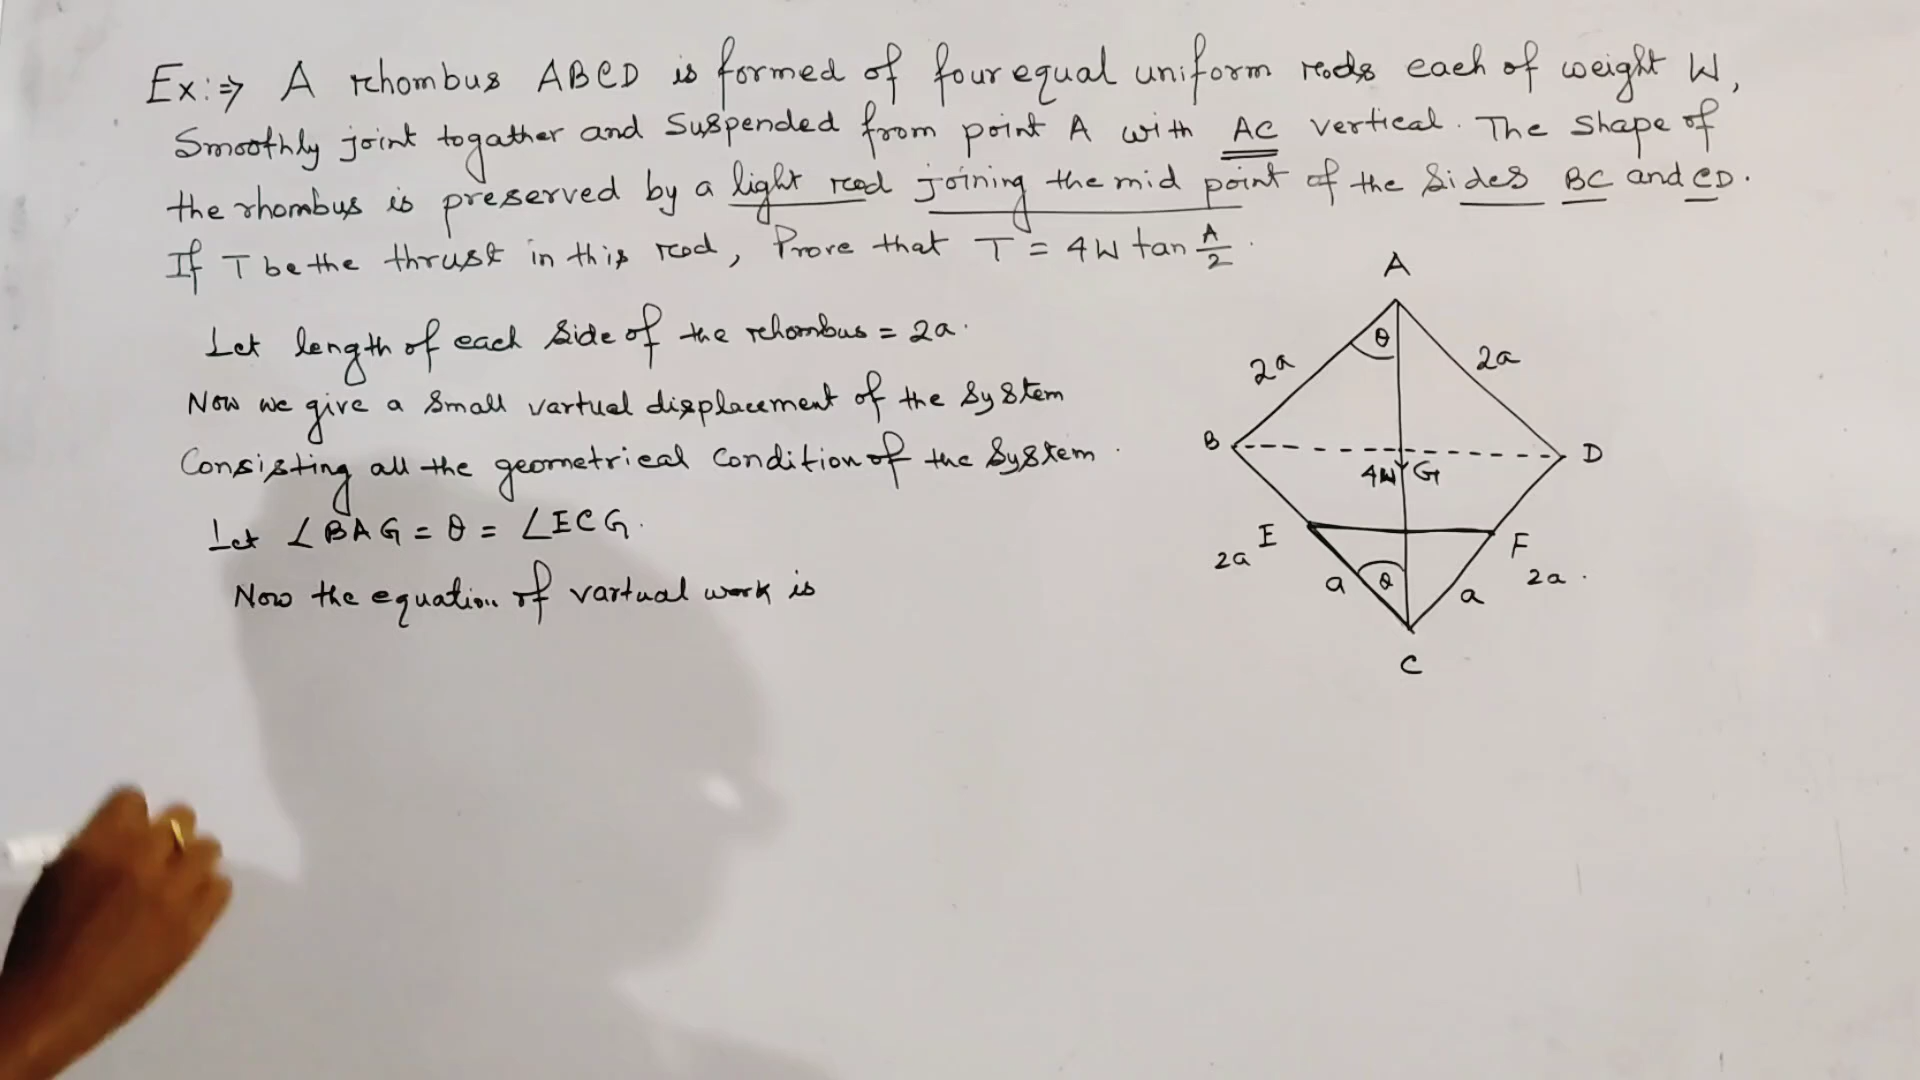 Ex:⇒ A rhombus ABCD is formed of four equal uniform rods each of weight W,
Smoothly joint togather and Suspended from point A with AC vertical. The Shape of
the rhombus is preserved by a light rod joining the mid point of the Sides BC and CD.
If T be the thrust in this rod, Prove that T = 4W tan A/2.
Let length of each Side of the rhombus = 2a.
Now we give a Small vartual displacement of the System
Consisting all the geometrical Condition of the System.
Let ∠BAG = θ = ∠ECG.
Now the equation of vartual work is
A
θ
2a
2a
B
D
4W G
E
F
2a
2a.
a
θ
a
C